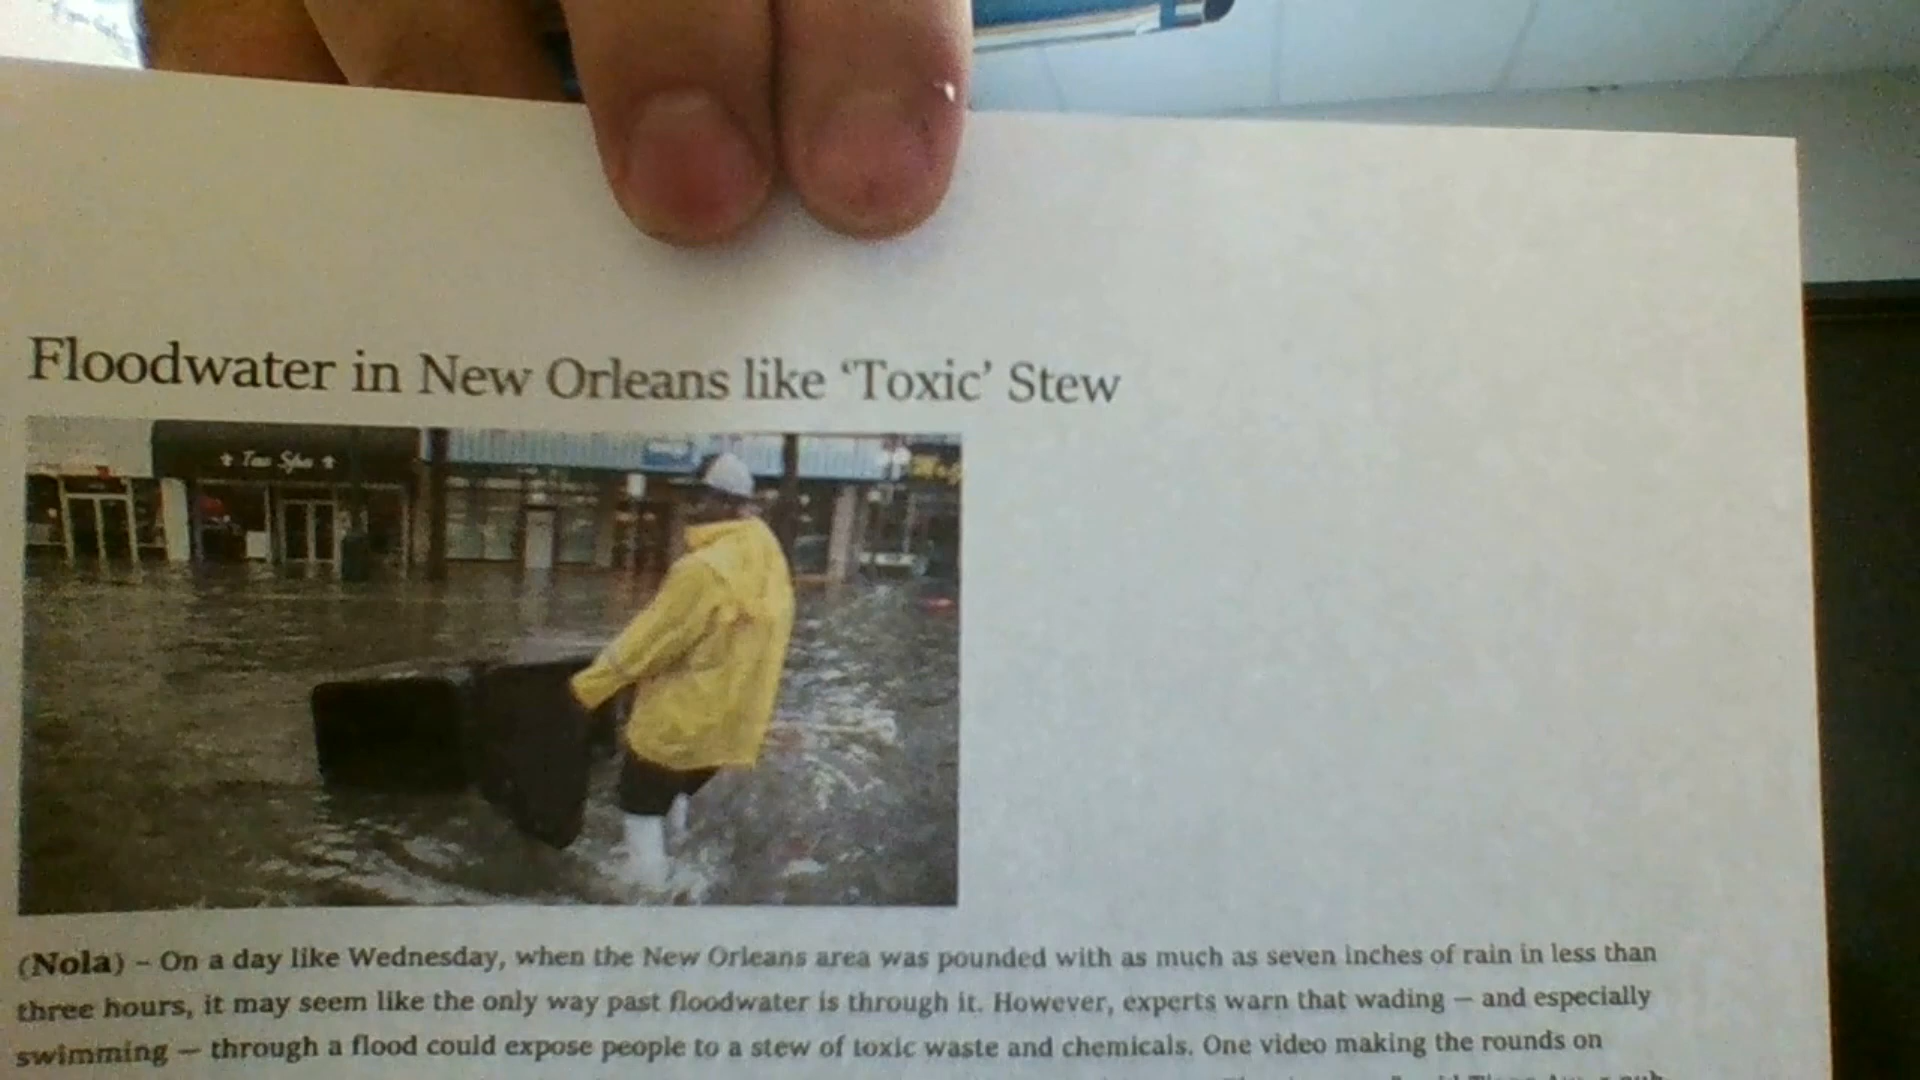 Floodwater in New Orleans like ‘Toxic’ Stew
Tea Spa
(Nola) – On a day like Wednesday, when the New Orleans area was pounded with as much as seven inches of rain in less than
three hours, it may seem like the only way past floodwater is through it. However, experts warn that wading — and especially
swimming — through a flood could expose people to a stew of toxic waste and chemicals. One video making the rounds on